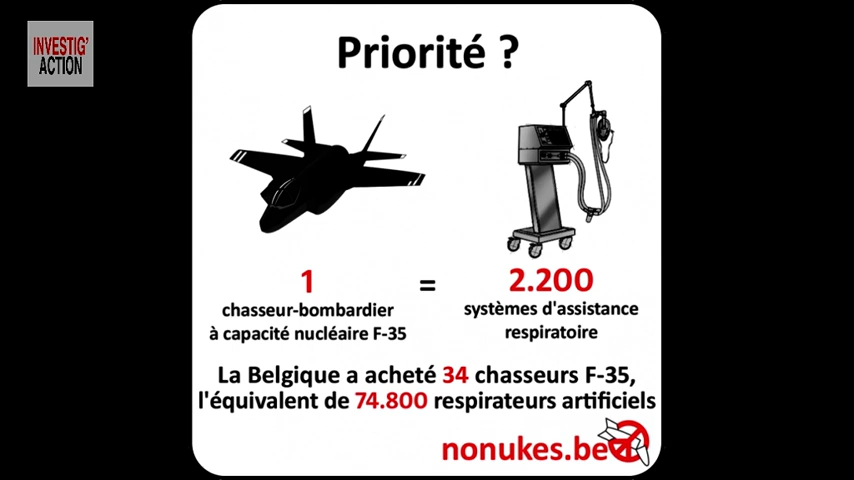 INVESTIG'
ACTION
Priorité ?
1
=
2.200
chasseur-bombardier
à capacité nucléaire F-35
systèmes d'assistance
respiratoire
La Belgique a acheté 34 chasseurs F-35,
l'équivalent de 74.800 respirateurs artificiels
nonukes.be